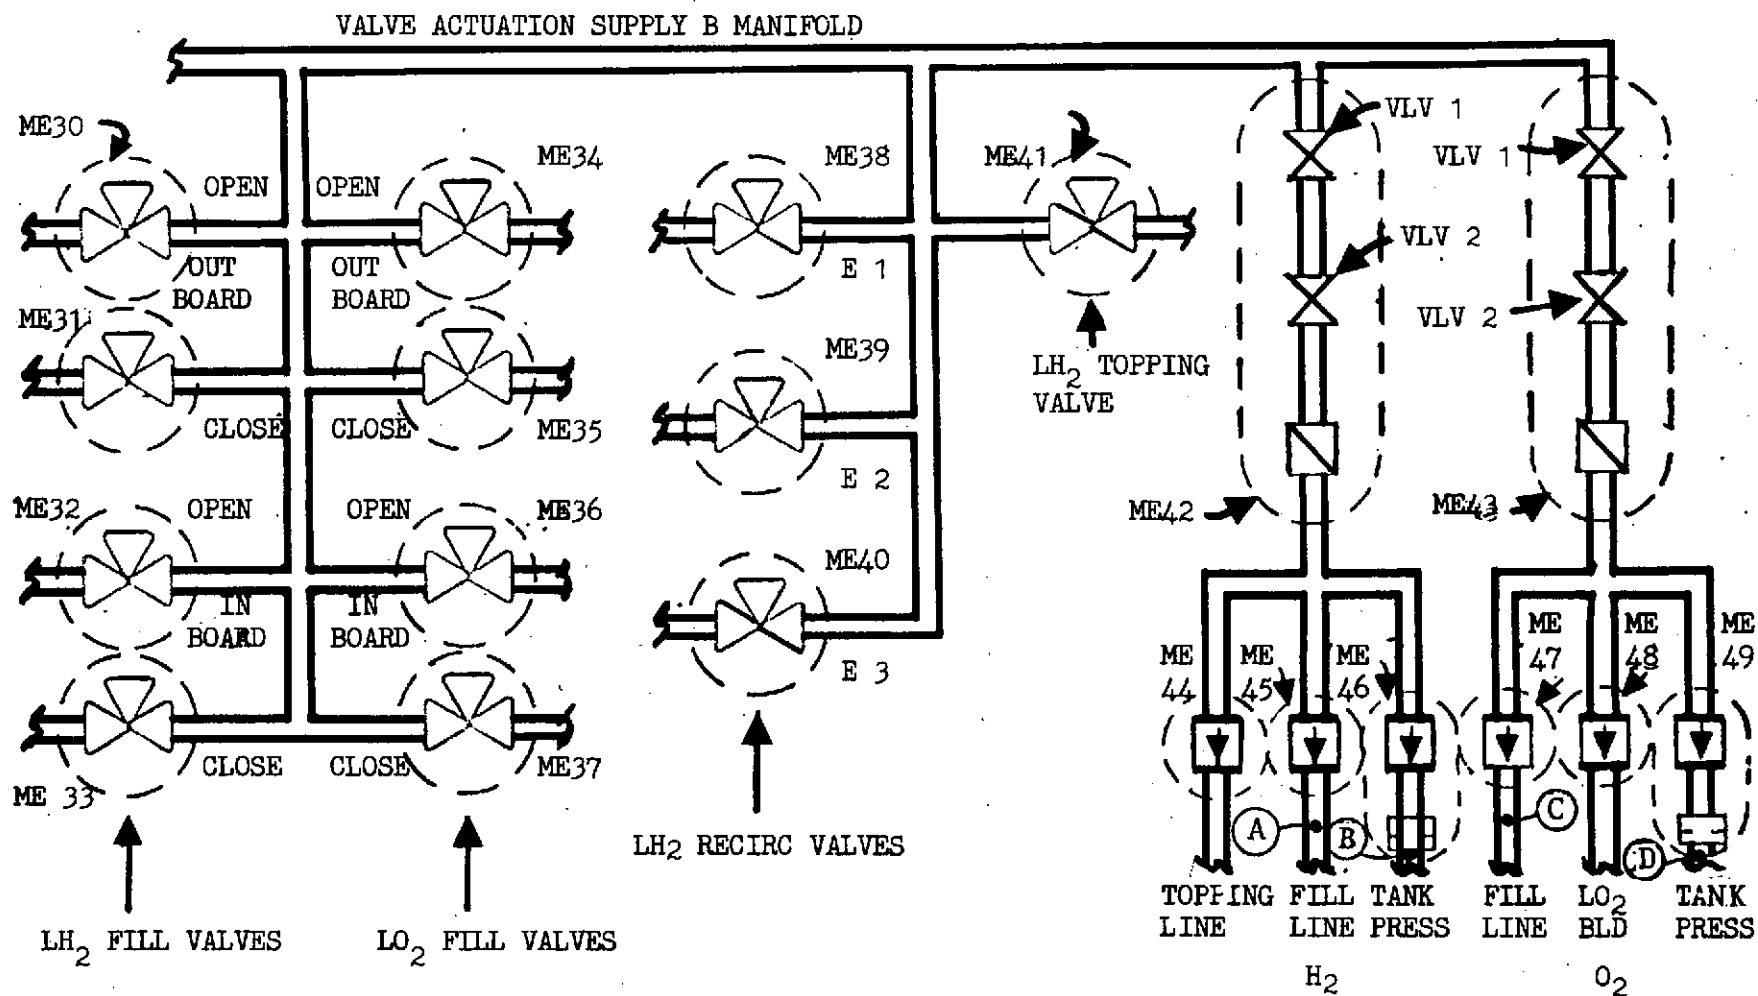 VALVE ACTUATION SUPPLY B MANIFOLD
ME30
OPEN
OPEN
ME34
OUT
BOARD
OUT
BOARD
ME31
CLOSE
CLOSE
ME35
ME32
OPEN
OPEN
ME36
IN
BOARD
IN
BOARD
ME 33
CLOSE
CLOSE
ME37
LH2 FILL VALVES
LO2 FILL VALVES
ME38
E 1
ME39
E 2
ME40
E 3
LH2 RECIRC VALVES
ME41
LH2 TOPPING
VALVE
VLV 1
VLV 2
ME42
VLV 1
VLV 2
ME43
ME
44
ME
45
ME
46
ME
47
ME
48
ME
49
A
B
C
D
TOPPING
LINE
FILL
LINE
TANK
PRESS
FILL
LINE
LO2
BLD
TANK
PRESS
H2
O2